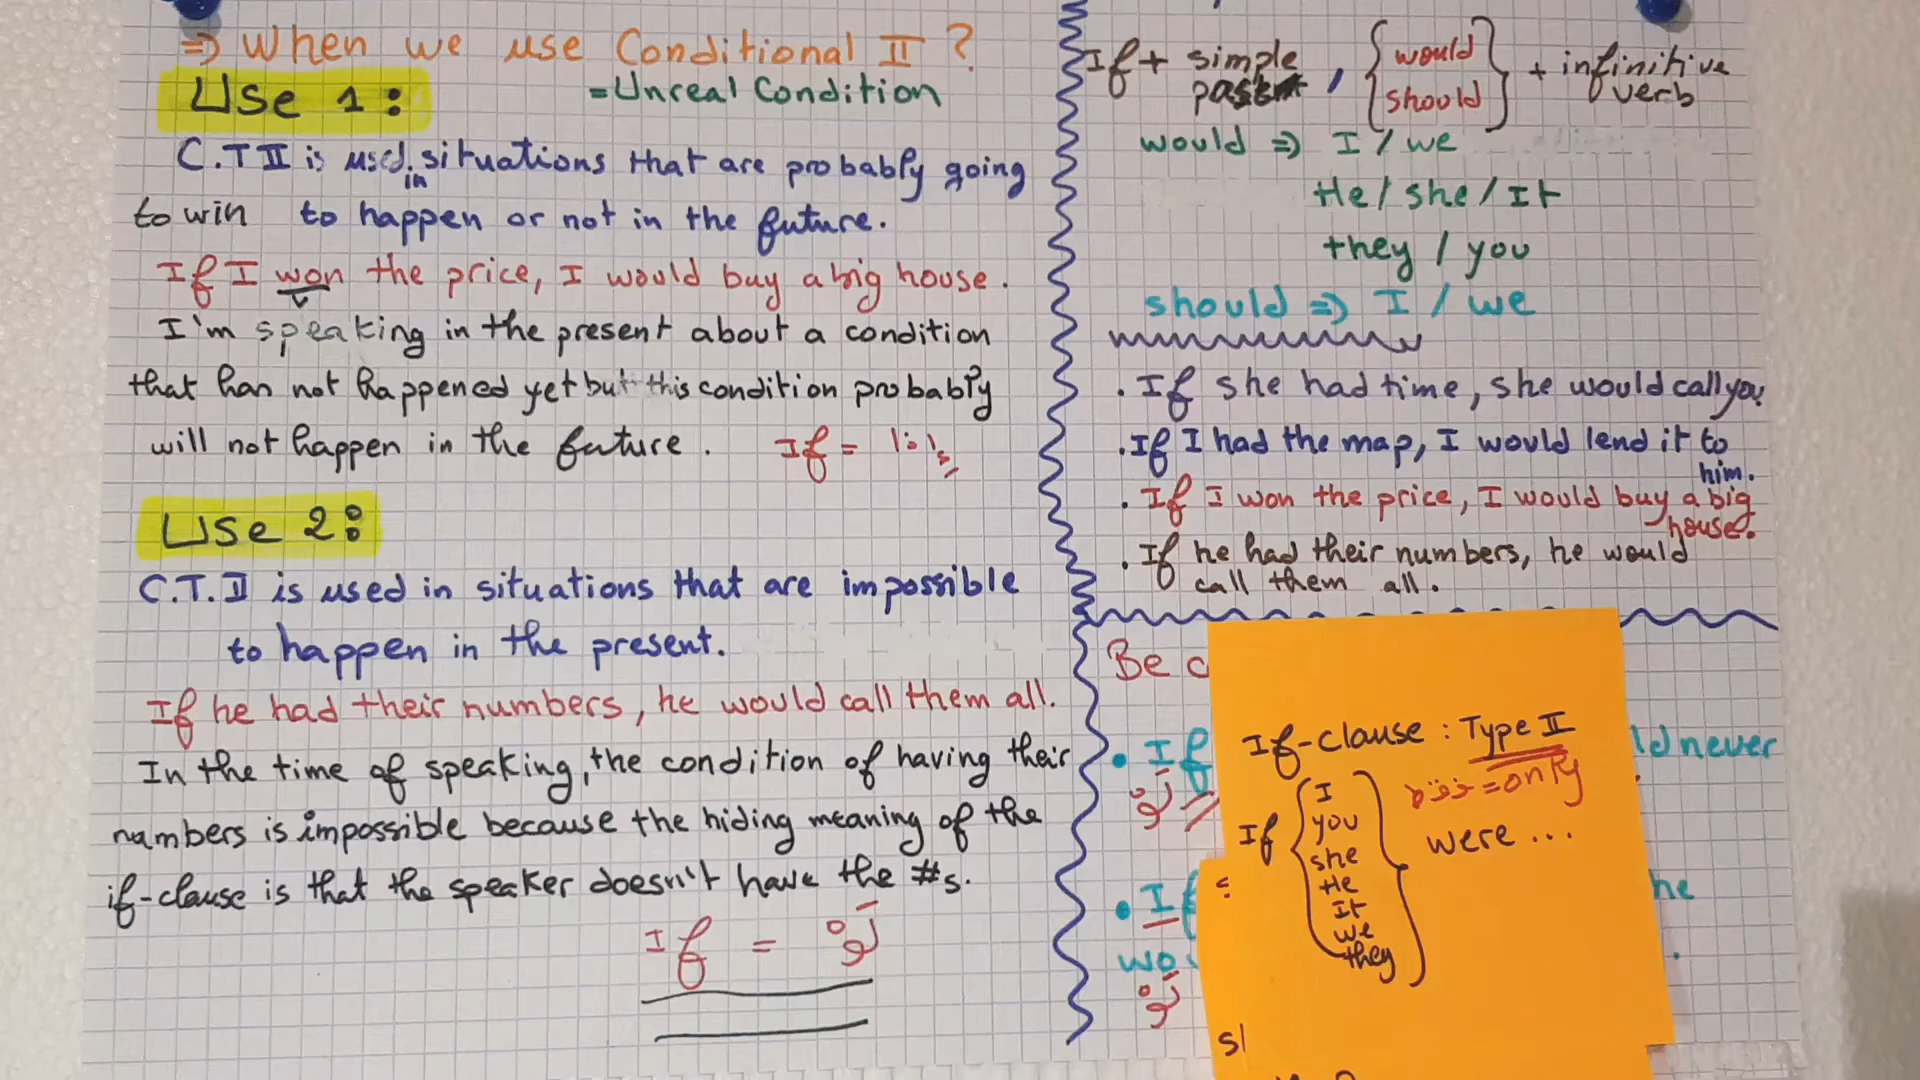 ⇒ When we use Conditional II ?
Use 1: =Unreal Condition
C.T II is used in situations that are probably going
to win to happen or not in the future.
If I won the price, I would buy a big house.
I'm speaking in the present about a condition
that has not happened yet but this condition probably
will not happen in the future. If = إذا
Use 2:
C.T.II is used in situations that are impossible
to happen in the present.
If he had their numbers, he would call them all.
In the time of speaking, the condition of having their
numbers is impossible because the hiding meaning of the
if-clause is that the speaker doesn't have the #s.
If = لو
If + simple past, {would should} + infinitive verb
would ⇒ I / we
He / she / It
they / you
should ⇒ I / we
. If she had time, she would call you.
. If I had the map, I would lend it to
him.
. If I won the price, I would buy a big
house.
. If he had their numbers, he would
call them all.
Be c
• If
ld never
لو
• If
he
wo
لو
If-clause : Type II
If
I
you
she
He
It
we
they
=only
were ...
sl